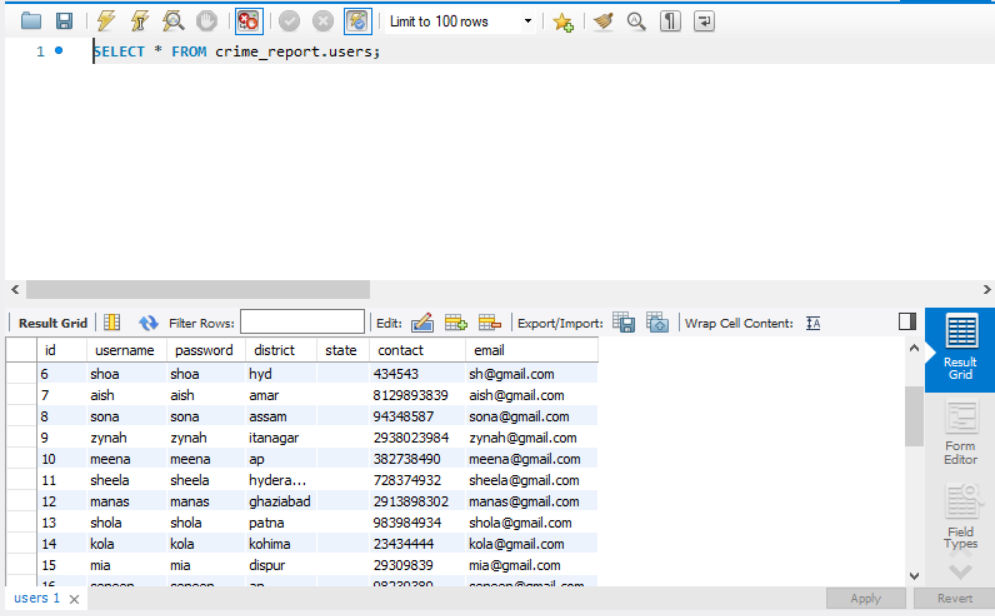 Limit to 100 rows
1 SELECT * FROM crime_report.users;
Result Grid Filter Rows: Edit: Export/Import: Wrap Cell Content: IA
id username password district state contact email
6 shoa shoa hyd 434543 sh@gmail.com
7 aish aish amar 8129893839 aish@gmail.com
8 sona sona assam 94348587 sona@gmail.com
9 zynah zynah itanagar 2938023984 zynah@gmail.com
10 meena meena ap 382738490 meena@gmail.com
11 sheela sheela hydera... 728374932 sheela@gmail.com
12 manas manas ghaziabad 2913898302 manas@gmail.com
13 shola shola patna 983984934 shola@gmail.com
14 kola kola kohima 23434444 kola@gmail.com
15 mia mia dispur 29309839 mia@gmail.com
16
Result
Grid
Form
Editor
Field
Types
users 1 Apply Revert